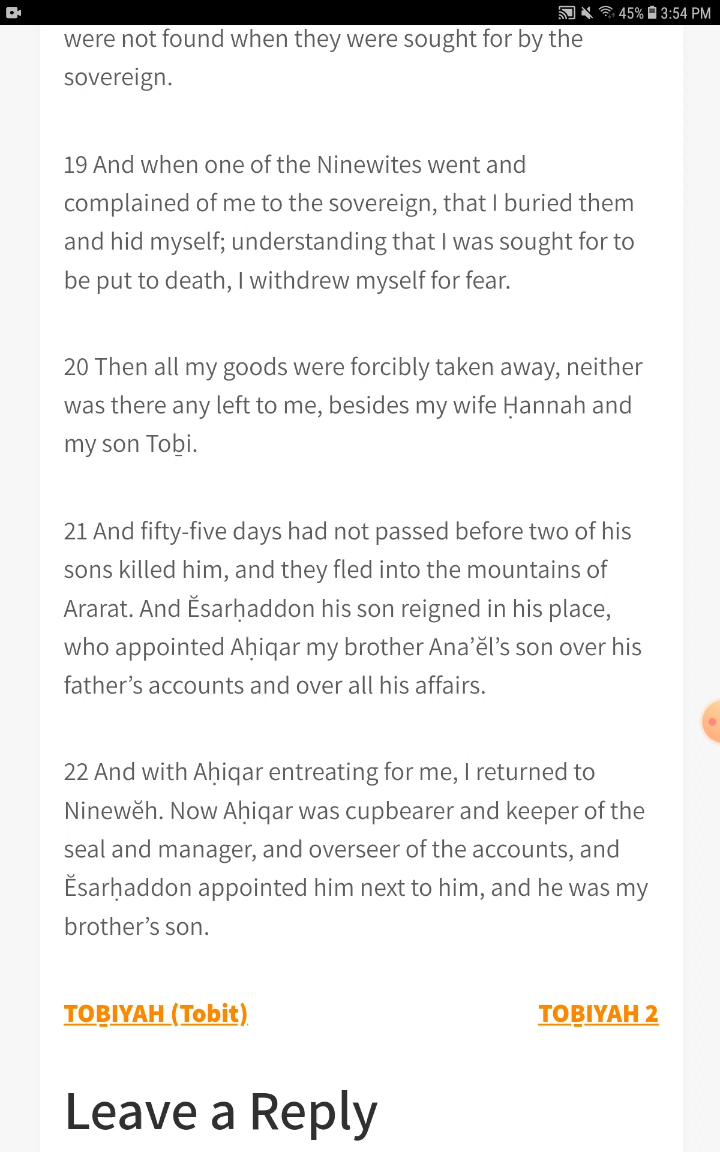 45% 3:54 PM
were not found when they were sought for by the
sovereign.
19 And when one of the Ninewites went and
complained of me to the sovereign, that I buried them
and hid myself; understanding that I was sought for to
be put to death, I withdrew myself for fear.
20 Then all my goods were forcibly taken away, neither
was there any left to me, besides my wife Ḥannah and
my son Toḇi.
21 And fifty-five days had not passed before two of his
sons killed him, and they fled into the mountains of
Ararat. And Ĕsarḥaddon his son reigned in his place,
who appointed Aḥiqar my brother Ana’ĕl’s son over his
father’s accounts and over all his affairs.
22 And with Aḥiqar entreating for me, I returned to
Ninewĕh. Now Aḥiqar was cupbearer and keeper of the
seal and manager, and overseer of the accounts, and
Ĕsarḥaddon appointed him next to him, and he was my
brother’s son.
TOḆIYAH (Tobit) TOḆIYAH 2
Leave a Reply